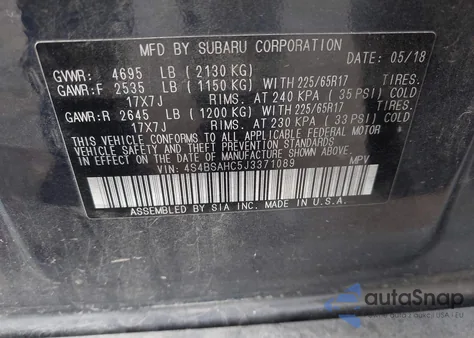 MFD BY SUBARU CORPORATION
DATE: 05/18
GVWR: 4695 LB (2130 KG)
GAWR:F 2535 LB (1150 KG) WITH 225/65R17 TIRES.
17X7J RIMS. AT 240 KPA (35 PSI) COLD
GAWR:R 2645 LB (1200 KG) WITH 225/65R17 TIRES.
17X7J RIMS. AT 230 KPA (33 PSI) COLD
THIS VEHICLE CONFORMS TO ALL APPLICABLE FEDERAL MOTOR
VEHICLE SAFETY, BUMPER, AND THEFT PREVENTION STANDARDS
IN EFFECT ON THE DATE OF MANUFACTURE SHOWN ABOVE.
VIN: 4S4BSAHC5J3371089 MPV
ASSEMBLED BY SIA INC. MADE IN U.S.A.
autoSnap